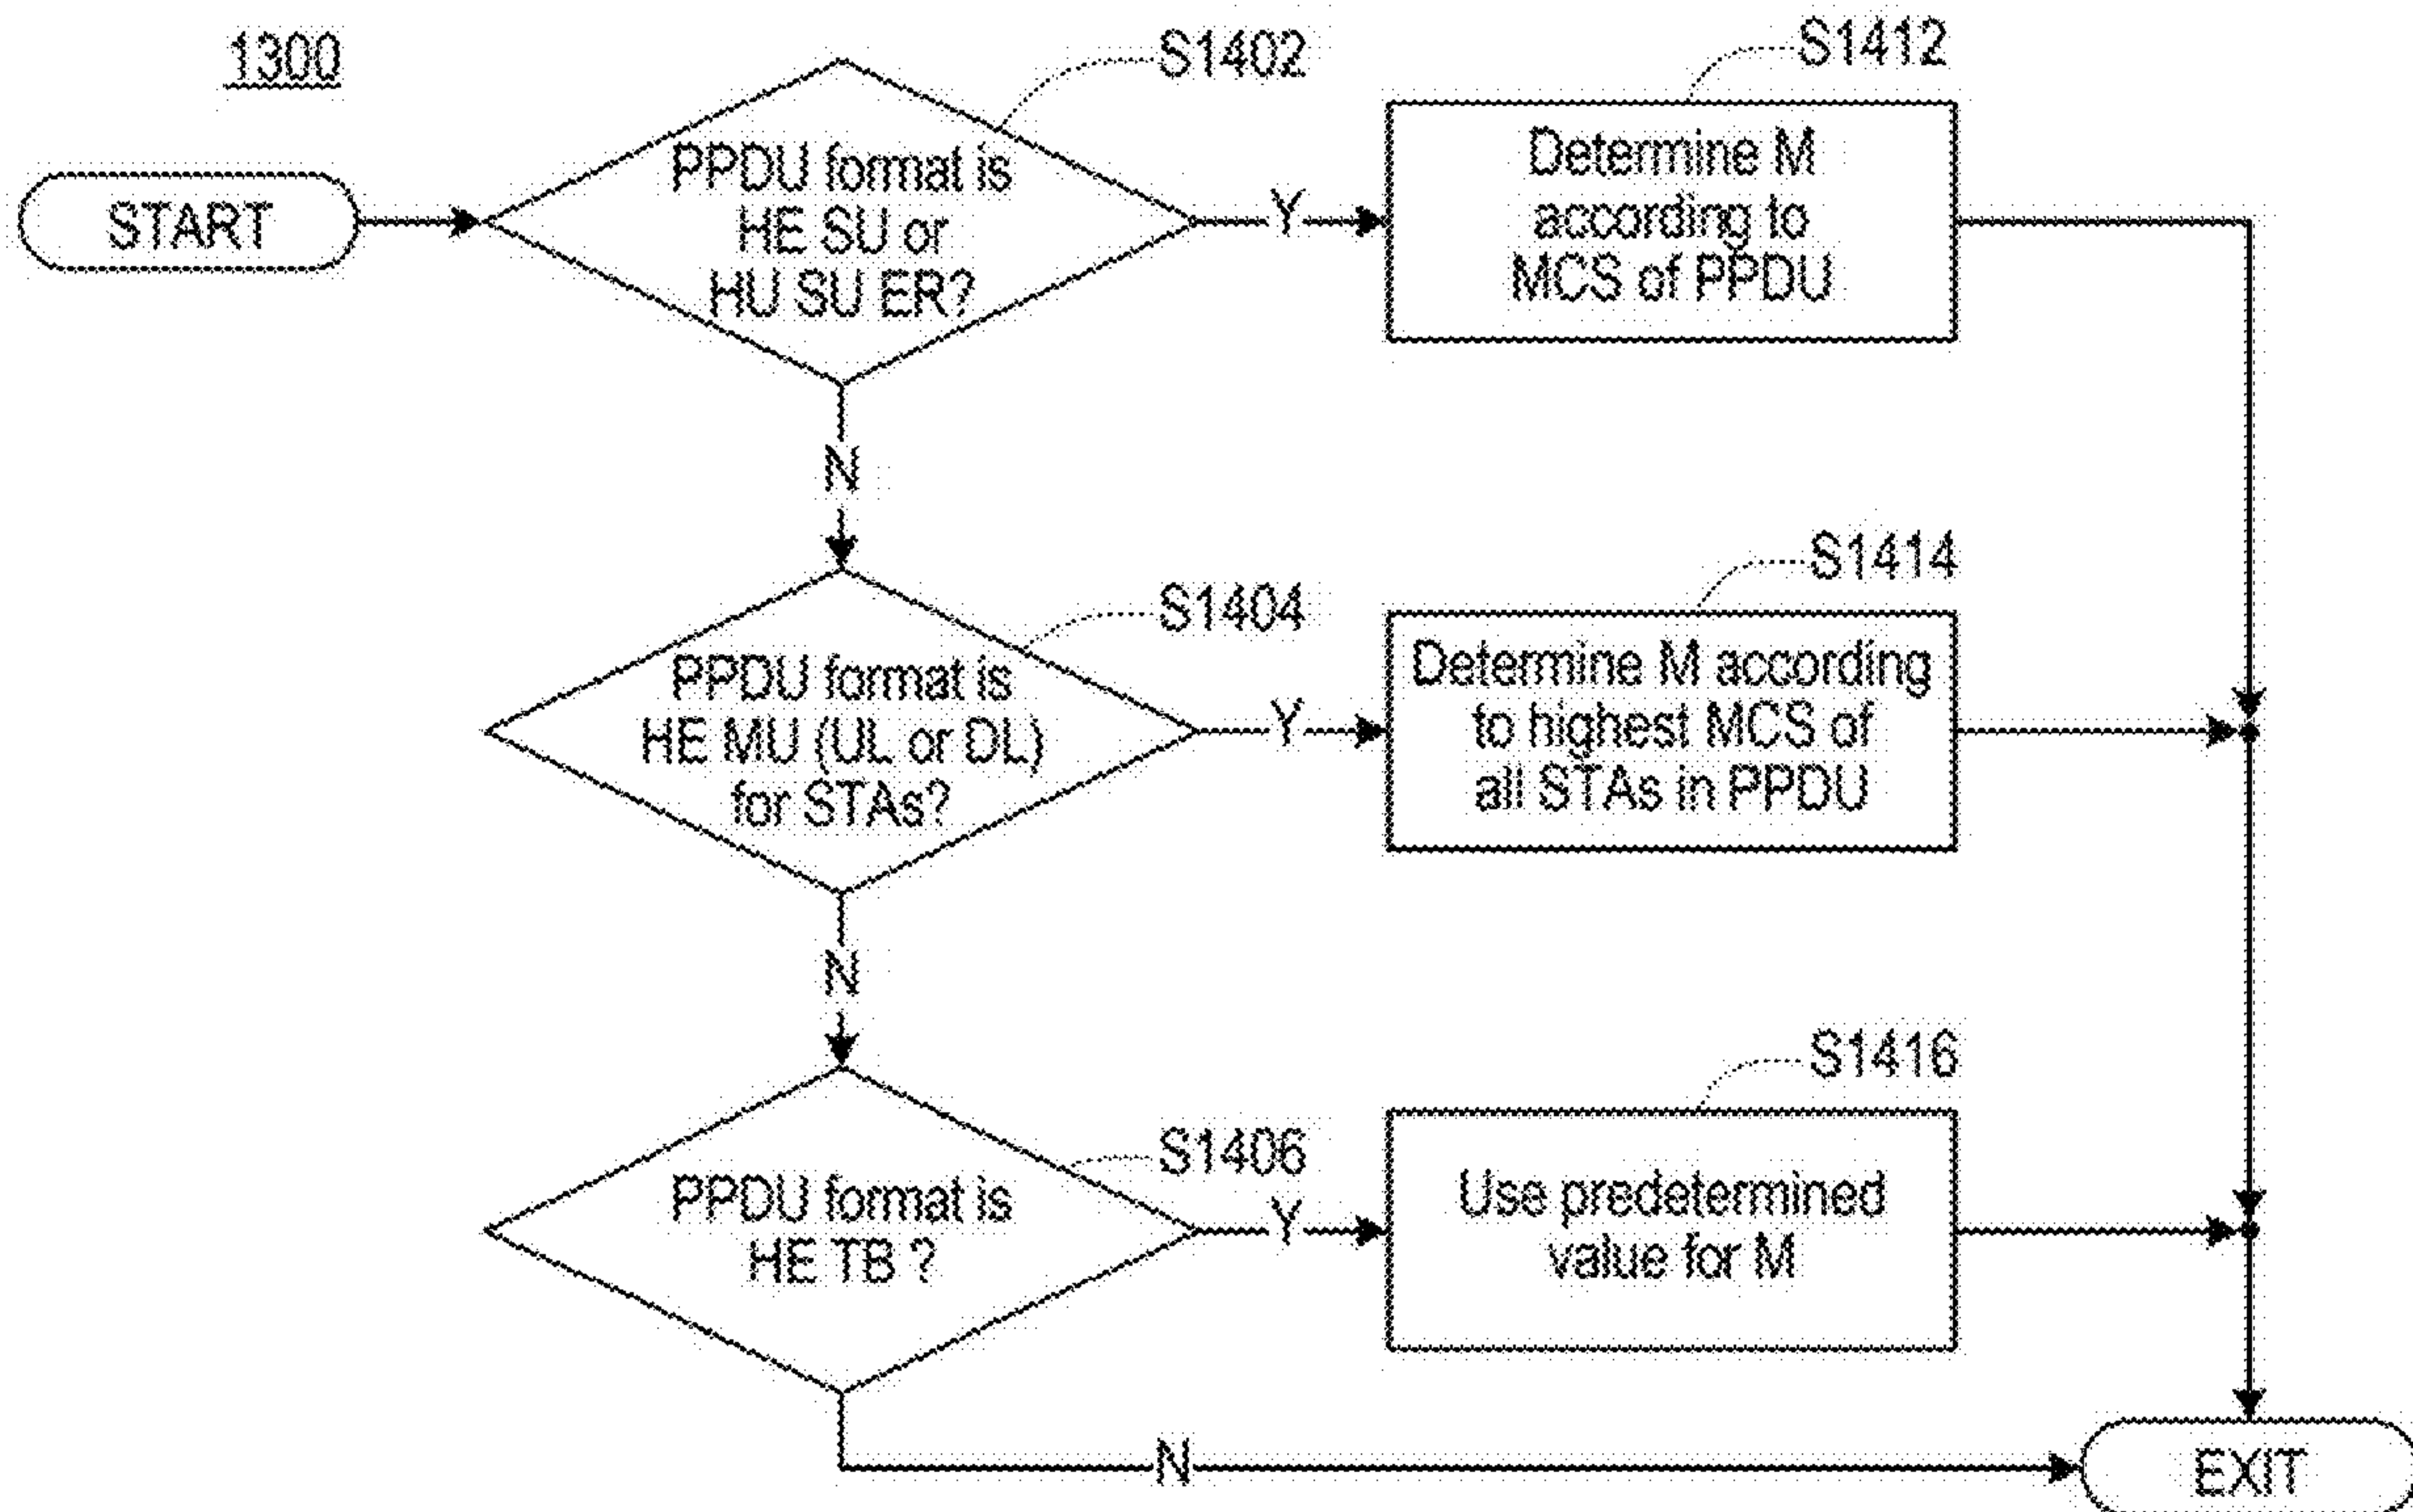 1300
START
PPDU format is
HE SU or
HU SU ER?
S1402
Y
Determine M
according to
MCS of PPDU
S1412
N
PPDU format is
HE MU (UL or DL)
for STAs?
S1404
Y
Determine M according
to highest MCS of
all STAs in PPDU
S1414
N
PPDU format is
HE TB ?
S1406
Y
Use predetermined
value for M
S1416
N
EXIT